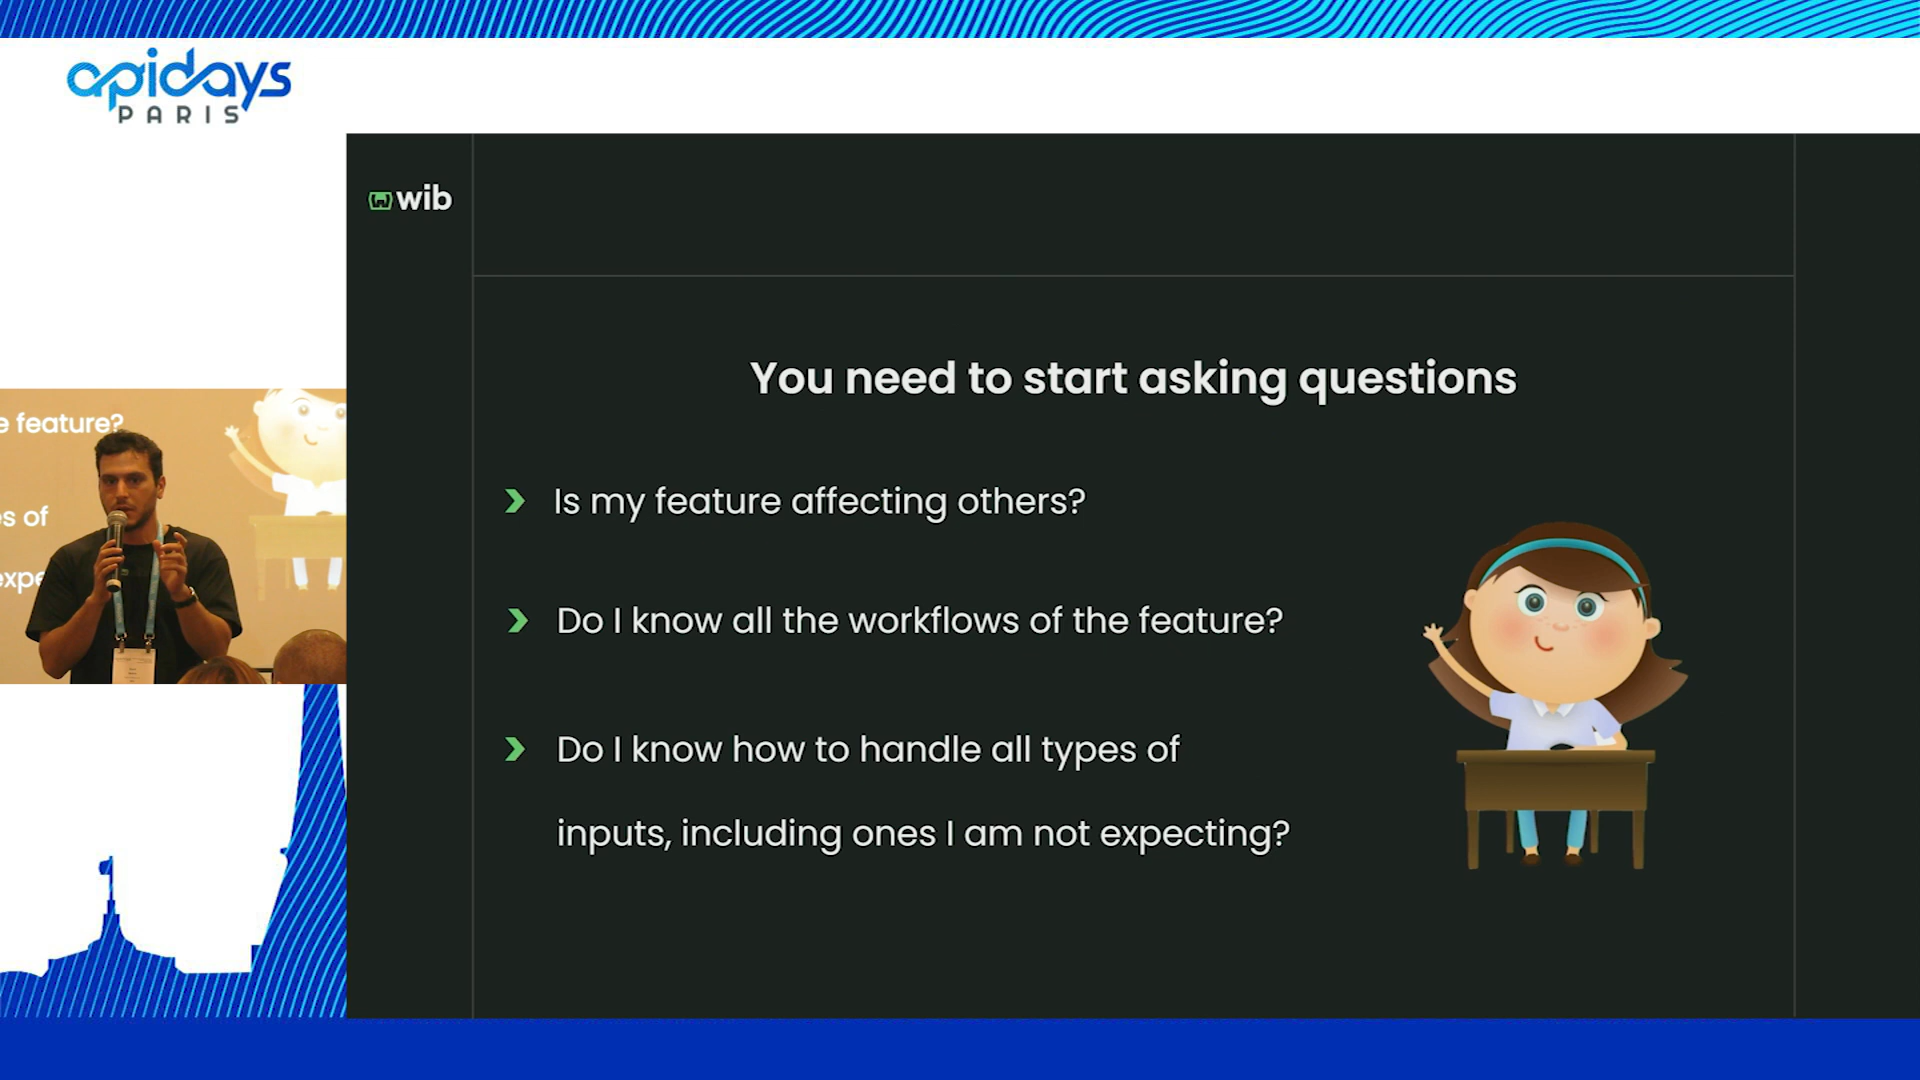 apidays
PARIS
wib
You need to start asking questions
Is my feature affecting others?
Do I know all the workflows of the feature?
Do I know how to handle all types of
inputs, including ones I am not expecting?
e feature?
es of
expe